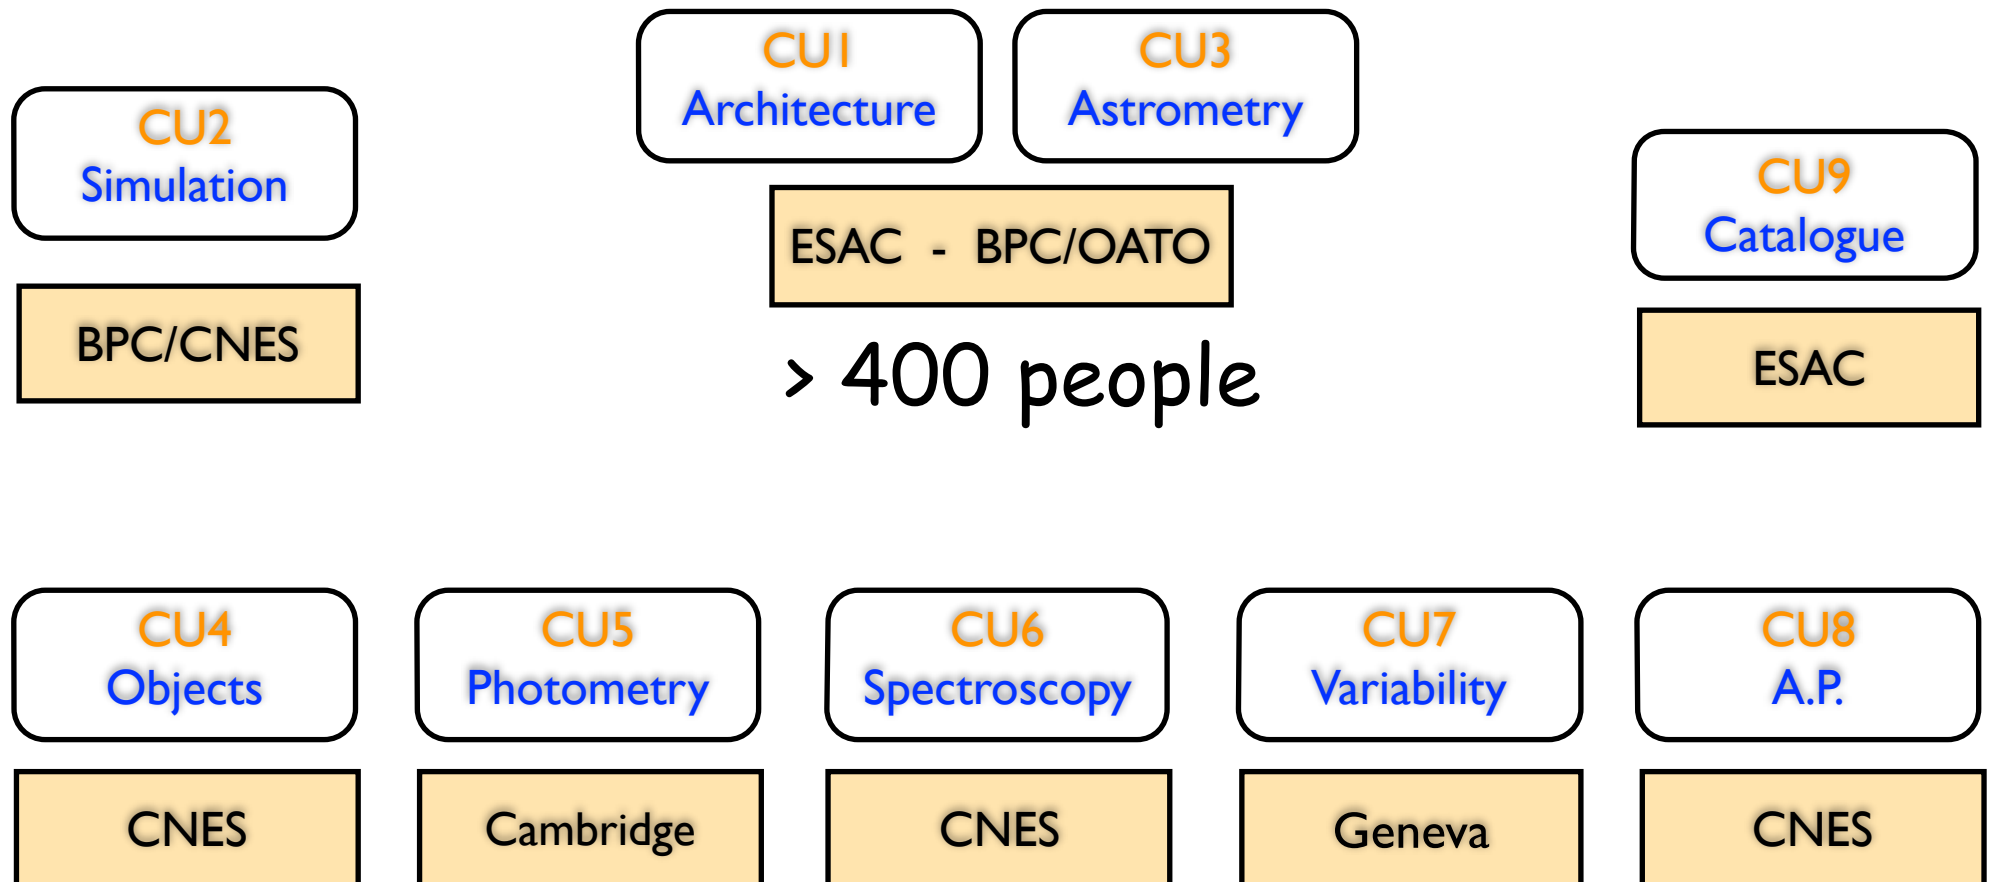 CU1
Architecture
CU3
Astrometry
CU2
Simulation
CU9
Catalogue
ESAC - BPC/OATO
BPC/CNES
ESAC
> 400 people
CU4
Objects
CU5
Photometry
CU6
Spectroscopy
CU7
Variability
CU8
A.P.
CNES
Cambridge
CNES
Geneva
CNES